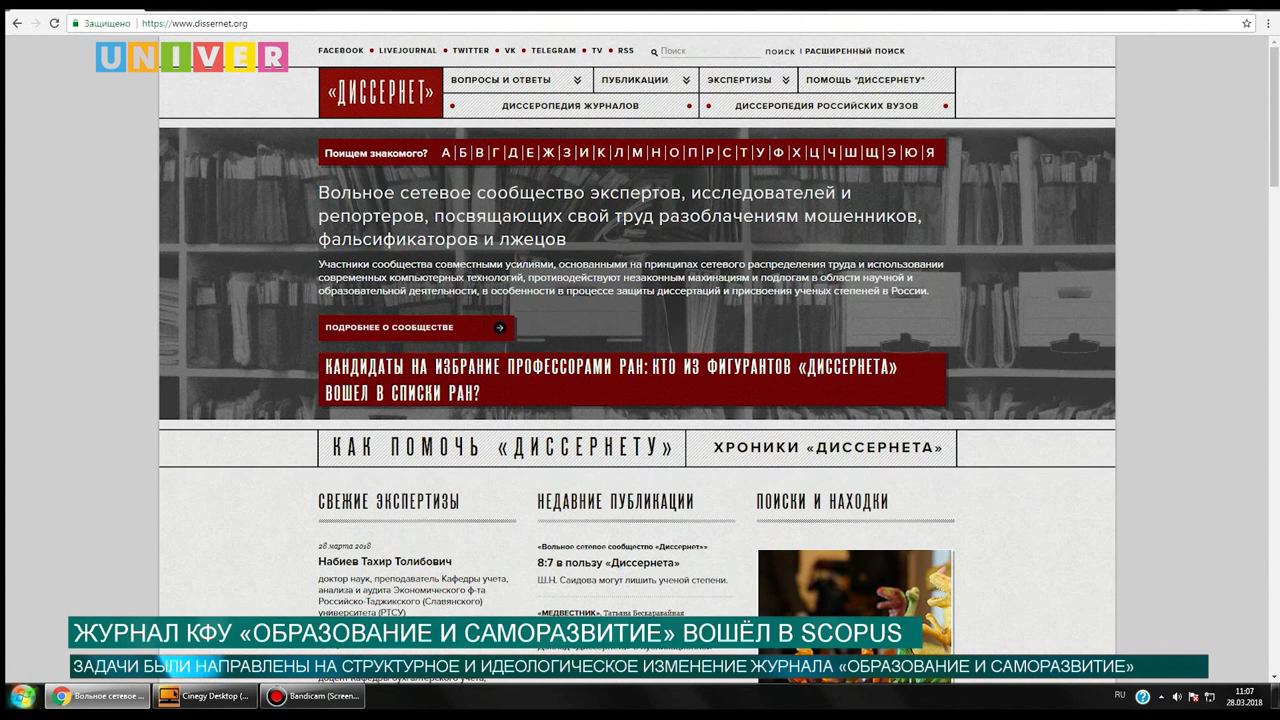 Защищено https://www.dissernet.org
UNIVER
FACEBOOK • LIVEJOURNAL • TWITTER • VK • TELEGRAM • TV • RSS Поиск ПОИСК | РАСШИРЕННЫЙ ПОИСК
«ДИССЕРНЕТ»
ВОПРОСЫ И ОТВЕТЫ ПУБЛИКАЦИИ ЭКСПЕРТИЗЫ ПОМОЩЬ "ДИССЕРНЕТУ"
• ДИССЕРОПЕДИЯ ЖУРНАЛОВ • • ДИССЕРОПЕДИЯ РОССИЙСКИХ ВУЗОВ •
Поищем знакомого? А Б В Г Д Е Ж З И К Л М Н О П Р С Т У Ф Х Ц Ч Ш Щ Э Ю Я
Вольное сетевое сообщество экспертов, исследователей и
репортеров, посвящающих свой труд разоблачениям мошенников,
фальсификаторов и лжецов
Участники сообщества совместными усилиями, основанными на принципах сетевого распределения труда и использовании
современных компьютерных технологий, противодействуют незаконным махинациям и подлогам в области научной и
образовательной деятельности, в особенности в процессе защиты диссертаций и присвоения ученых степеней в России.
ПОДРОБНЕЕ О СООБЩЕСТВЕ
КАНДИДАТЫ НА ИЗБРАНИЕ ПРОФЕССОРАМИ РАН: КТО ИЗ ФИГУРАНТОВ «ДИССЕРНЕТА»
ВОШЕЛ В СПИСКИ РАН?
КАК ПОМОЧЬ «ДИССЕРНЕТУ» ХРОНИКИ «ДИССЕРНЕТА»
СВЕЖИЕ ЭКСПЕРТИЗЫ
28 марта 2018
Набиев Тахир Толибович
доктор наук, преподаватель Кафедры учета,
анализа и аудита Экономического ф-та
Российско-Таджикского (Славянского)
университета (РТСУ)
НЕДАВНИЕ ПУБЛИКАЦИИ
«Вольное сетевое сообщество «Диссернет»»
8:7 в пользу «Диссернета»
Ш.Н. Саидова могут лишить ученой степени.
«МЕДВЕСТНИК», Татьяна Бескаравайная
ПОИСКИ И НАХОДКИ
ЖУРНАЛ КФУ «ОБРАЗОВАНИЕ И САМОРАЗВИТИЕ» ВОШЁЛ В SCOPUS
ЗАДАЧИ БЫЛИ НАПРАВЛЕНЫ НА СТРУКТУРНОЕ И ИДЕОЛОГИЧЕСКОЕ ИЗМЕНЕНИЕ ЖУРНАЛА «ОБРАЗОВАНИЕ И САМОРАЗВИТИЕ»
Вольное сетевое ... Cinegy Desktop (... Bandicam (Screen... RU 11:07
28.03.2018